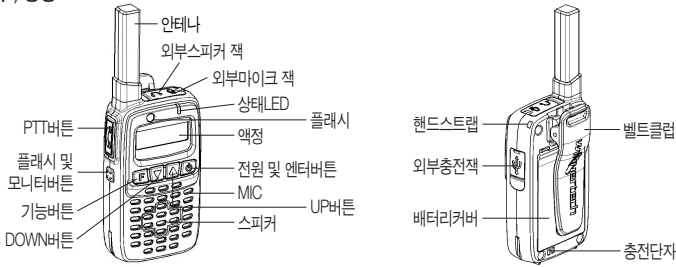 안테나
외부스피커 잭
외부마이크 잭
상태LED
플래시
액정
PTT버튼
플래시 및
모니터버튼
전원 및 엔터버튼
MIC
기능버튼
UP버튼
스피커
DOWN버튼
F
핸드스트랩
벨트클럽
외부충전잭
배터리커버
충전단자